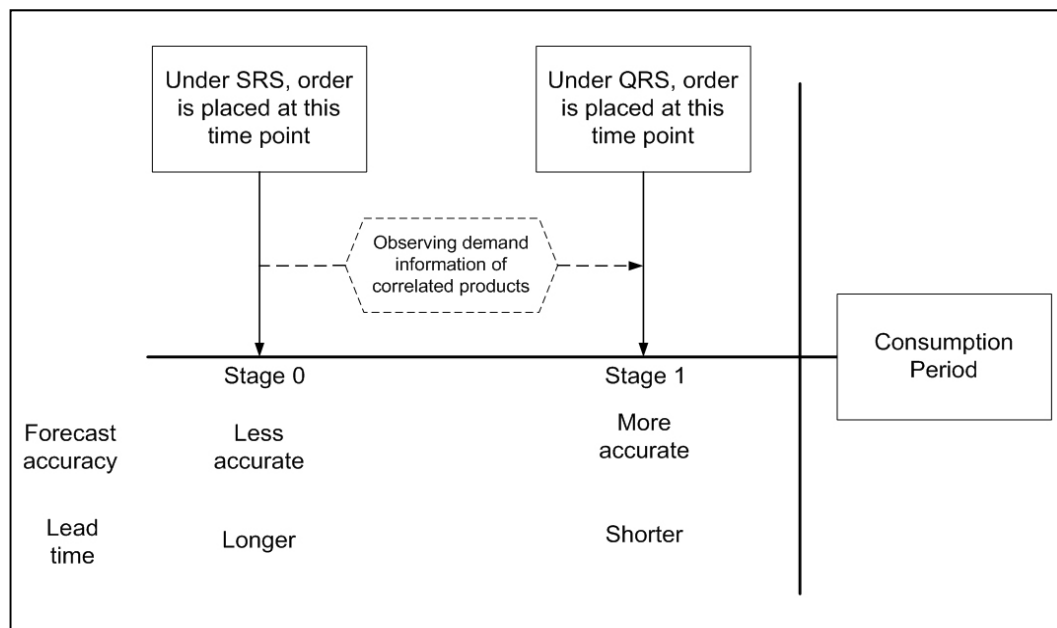 Under SRS, order
is placed at this
time point
Under QRS, order
is placed at this
time point
Observing demand
information of
correlated products
Consumption
Period
Stage 0
Stage 1
Forecast
accuracy
Less
accurate
More
accurate
Lead
time
Longer
Shorter